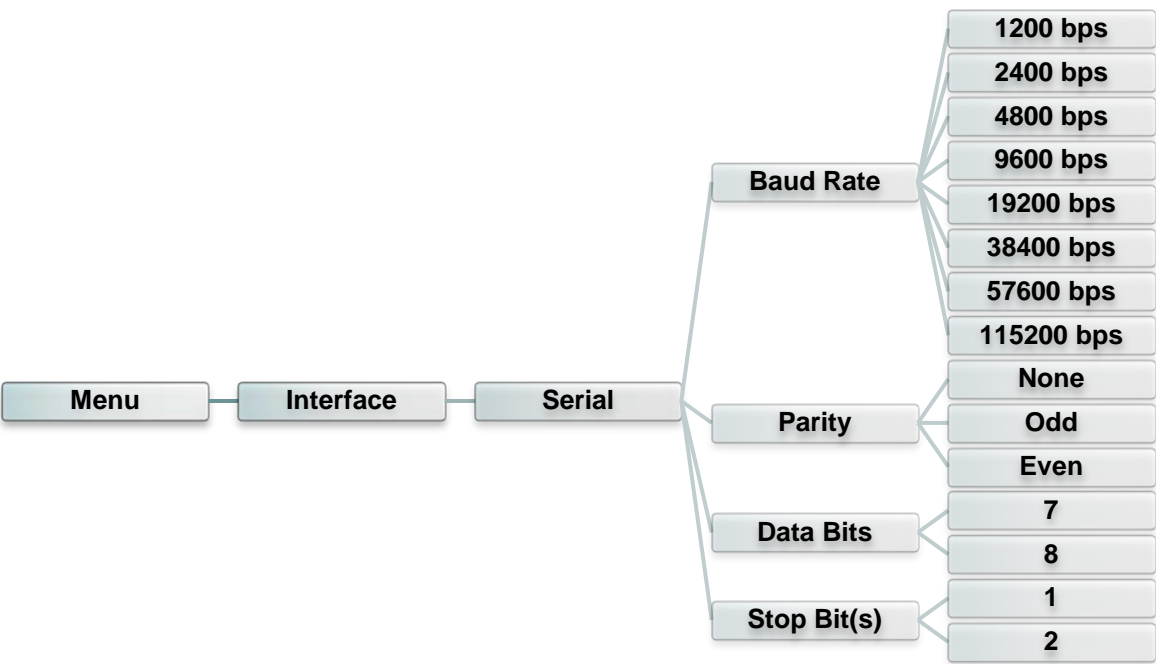 Menu
Interface
Serial
Baud Rate
1200 bps
2400 bps
4800 bps
9600 bps
19200 bps
38400 bps
57600 bps
115200 bps
Parity
None
Odd
Even
Data Bits
7
8
Stop Bit(s)
1
2